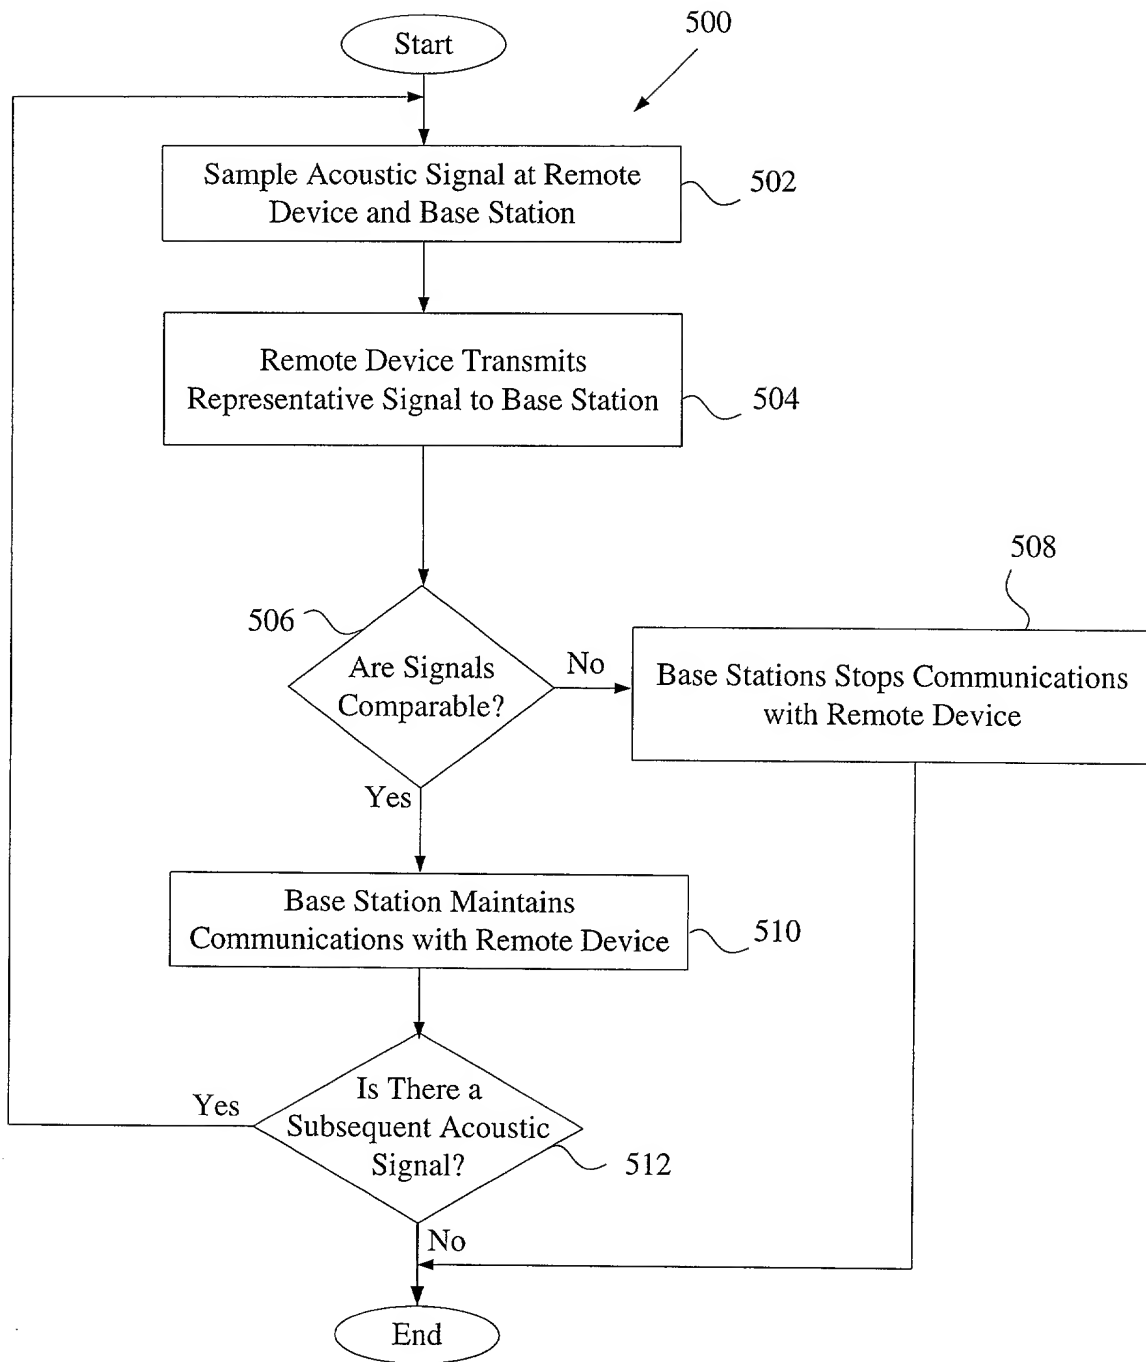 Start
500
Sample Acoustic Signal at Remote
Device and Base Station
502
Remote Device Transmits
Representative Signal to Base Station
504
506
Are Signals
Comparable?
No
508
Base Stations Stops Communications
with Remote Device
Yes
Base Station Maintains
Communications with Remote Device
510
Is There a
Subsequent Acoustic
Signal?
Yes
512
No
End